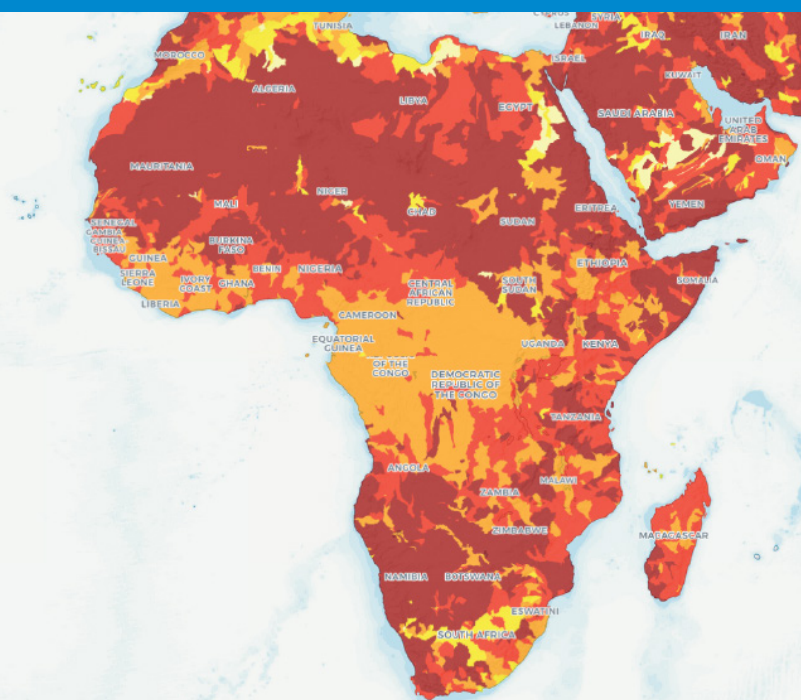 CYPRUS
SYRIA
LEBANON
TUNISIA
IRAQ
IRAN
MOROCCO
ISRAEL
KUWAIT
ALGERIA
LIBYA
EGYPT
SAUDI ARABIA
UNITED
ARAB
EMIRATES
OMAN
MAURITANIA
NIGER
MALI
CHAD
YEMEN
ERITREA
SENEGAL
GAMBIA
GUINEA-
BISSAU
SUDAN
BURKINA
FASO
GUINEA
ETHIOPIA
BENIN
NIGERIA
SIERRA
LEONE
IVORY
COAST
GHANA
CENTRAL
AFRICAN
REPUBLIC
SOUTH
SUDAN
SOMALIA
LIBERIA
CAMEROON
EQUATORIAL
GUINEA
UGANDA
KENYA
OF THE
CONGO
DEMOCRATIC
REPUBLIC OF
THE CONGO
TANZANIA
ANGOLA
ZAMBIA
MALAWI
ZIMBABWE
MADAGASCAR
NAMIBIA
BOTSWANA
ESWATINI
SOUTH AFRICA